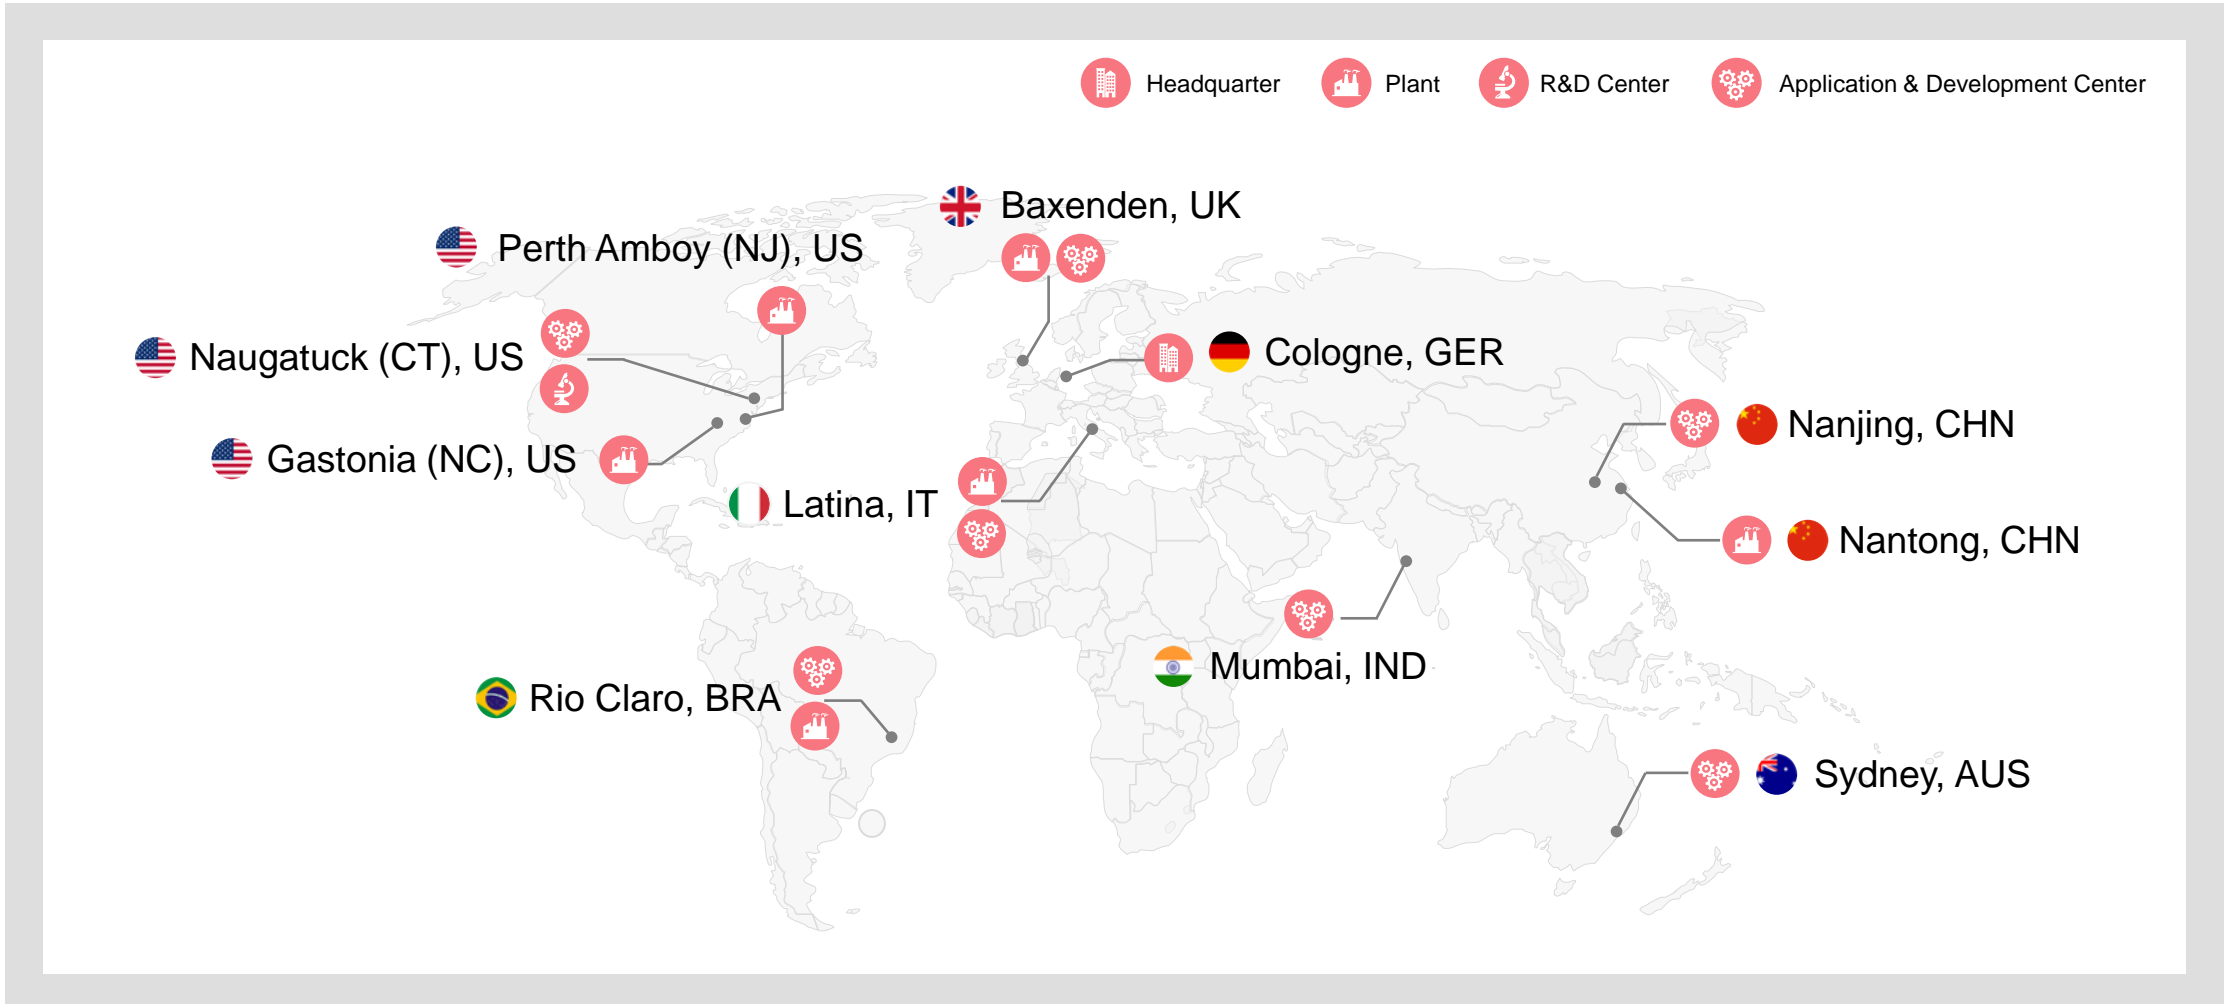 Headquarter
Plant
R&D Center
Application & Development Center
Baxenden, UK
Perth Amboy (NJ), US
Naugatuck (CT), US
Cologne, GER
Nanjing, CHN
Gastonia (NC), US
Latina, IT
Nantong, CHN
Mumbai, IND
Rio Claro, BRA
Sydney, AUS